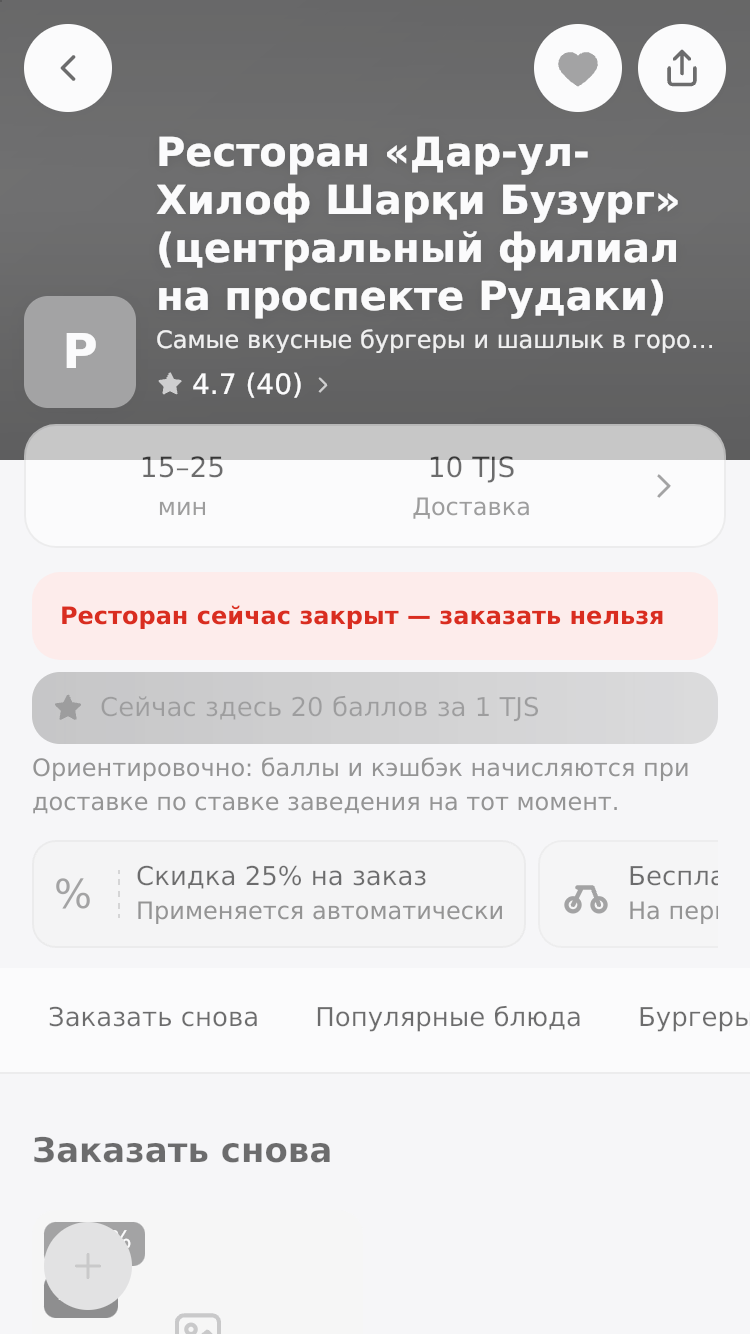 Ресторан «Дар-ул-
Хилоф Шарқи Бузург»
(центральный филиал
на проспекте Рудаки)
Р
Самые вкусные бургеры и шашлык в горо…
4.7 (40)
15–25
мин
10 TJS
Доставка
Ресторан сейчас закрыт — заказать нельзя
Сейчас здесь 20 баллов за 1 TJS
Ориентировочно: баллы и кэшбэк начисляются при
доставке по ставке заведения на тот момент.
%
Скидка 25% на заказ
Применяется автоматически
Беспла
На пер
Заказать снова
Популярные блюда
Бургеры
Заказать снова
%